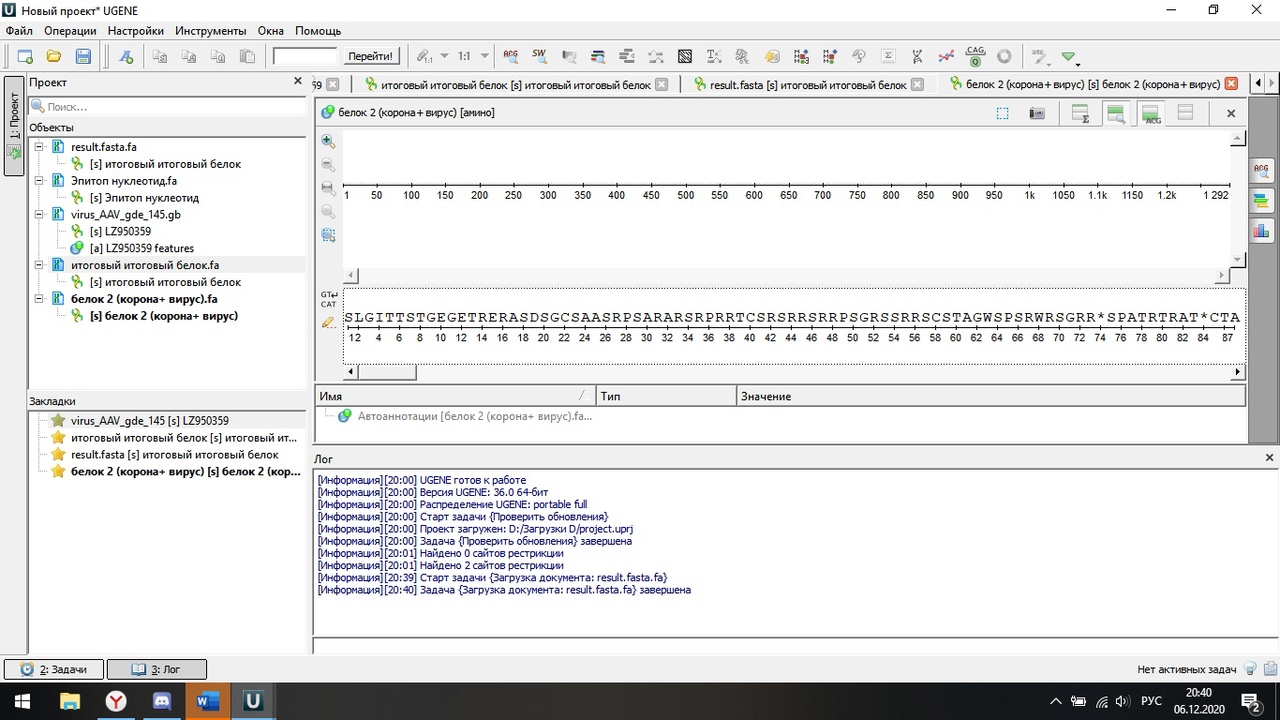 Новый проект* UGENE
Файл Операции Настройки Инструменты Окна Помощь
Перейти! 1:1 ACG SW CAG Q
1: Проект
Проект
59 итоговый белок [s] итоговый итоговый белок result.fasta [s] итоговый итоговый белок белок 2 (корона+ вирус) [s] белок 2 (корона+ вирус)
Поиск...
белок 2 (корона+ вирус) [амино]
ACG
Объекты
result.fasta.fa
[s] итоговый итоговый белок
Эпитоп нуклеотид.fa
[s] Эпитоп нуклеотид
virus_AAV_gde_145.gb
[s] LZ950359
[a] LZ950359 features
итоговый итоговый белок.fa
[s] итоговый итоговый белок
белок 2 (корона+ вирус).fa
[s] белок 2 (корона+ вирус)
1 50 100 150 200 250 300 350 400 450 500 550 600 650 700 750 800 850 900 950 1k 1050 1.1k 1150 1.2k 1 292
ACG
GT
CAT
SLGITTSTGEGETRERASDSGCSAASRPSARARSRPRRTCSRSRRSRRPSGRSSRRSCSTAGWSPSRWRSGRR*SPATRTRAT*CTA
1 2 4 6 8 10 12 14 16 18 20 22 24 26 28 30 32 34 36 38 40 42 44 46 48 50 52 54 56 58 60 62 64 66 68 70 72 74 76 78 80 82 84 87
Имя Тип Значение
Автоаннотации [белок 2 (корона+ вирус).fa...
Закладки
virus_AAV_gde_145 [s] LZ950359
итоговый итоговый белок [s] итоговый ит...
result.fasta [s] итоговый итоговый белок
белок 2 (корона+ вирус) [s] белок 2 (кор...
Лог
[Информация][20:00] UGENE готов к работе
[Информация][20:00] Версия UGENE: 36.0 64-бит
[Информация][20:00] Распределение UGENE: portable full
[Информация][20:00] Старт задачи {Проверить обновления}
[Информация][20:00] Проект загружен: D:/Загрузки D/project.uprj
[Информация][20:00] Задача {Проверить обновления} завершена
[Информация][20:01] Найдено 0 сайтов рестрикции
[Информация][20:01] Найдено 2 сайтов рестрикции
[Информация][20:39] Старт задачи {Загрузка документа: result.fasta.fa}
[Информация][20:40] Задача {Загрузка документа: result.fasta.fa} завершена
2: Задачи 3: Лог
Нет активных задач
РУС
20:40
06.12.2020
2